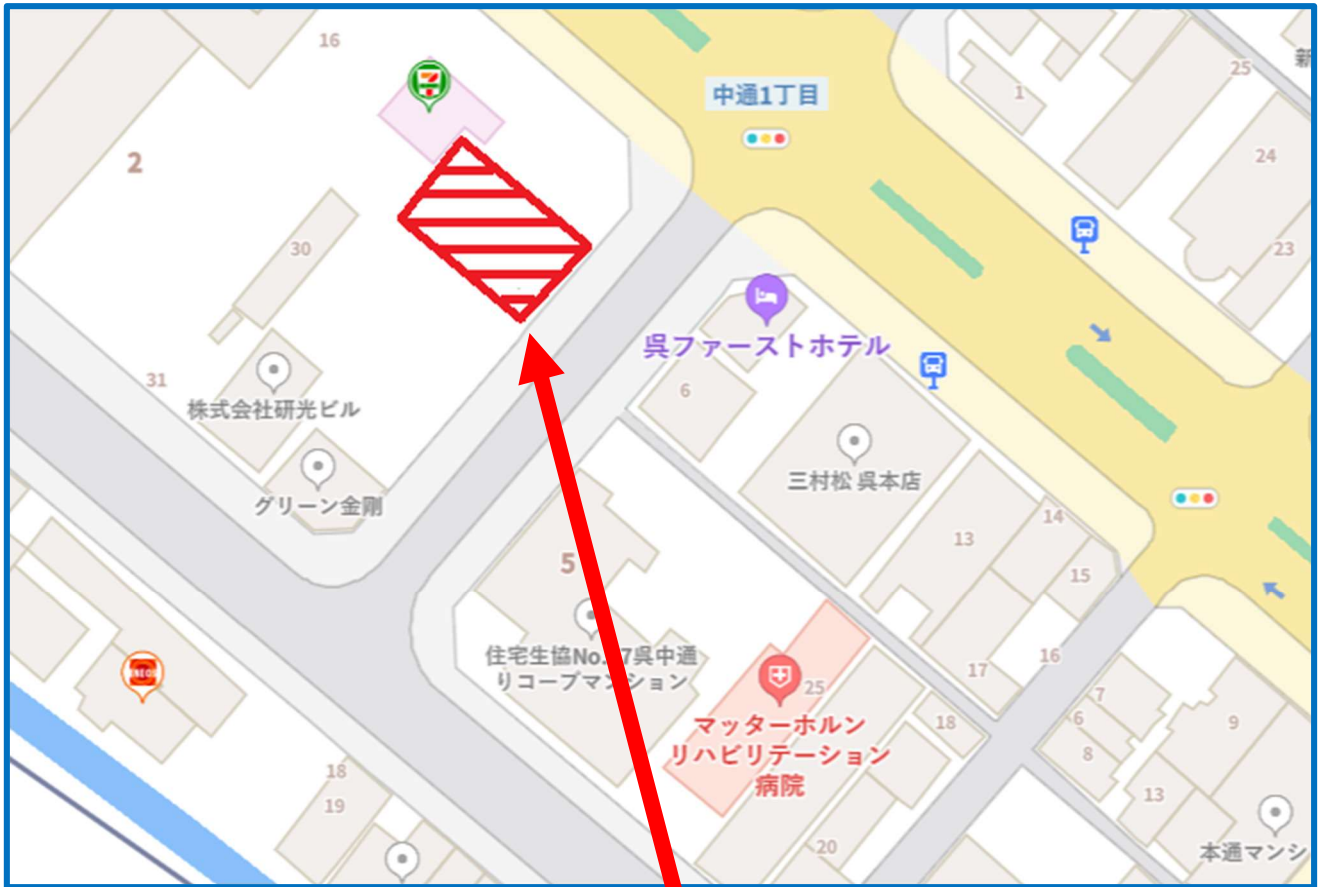 16
中通1丁目
1
25
新
2
24
30
23
呉ファーストホテル
6
31
株式会社研光ビル
三村松 呉本店
グリーン金剛
13
14
15
5
住宅生協No. 7呉中通
りコープマンション
16
17
25
マッターホルン
リハビリテーション
病院
18
7
6
8
9
13
ENEOS
18
19
20
本通マンシ